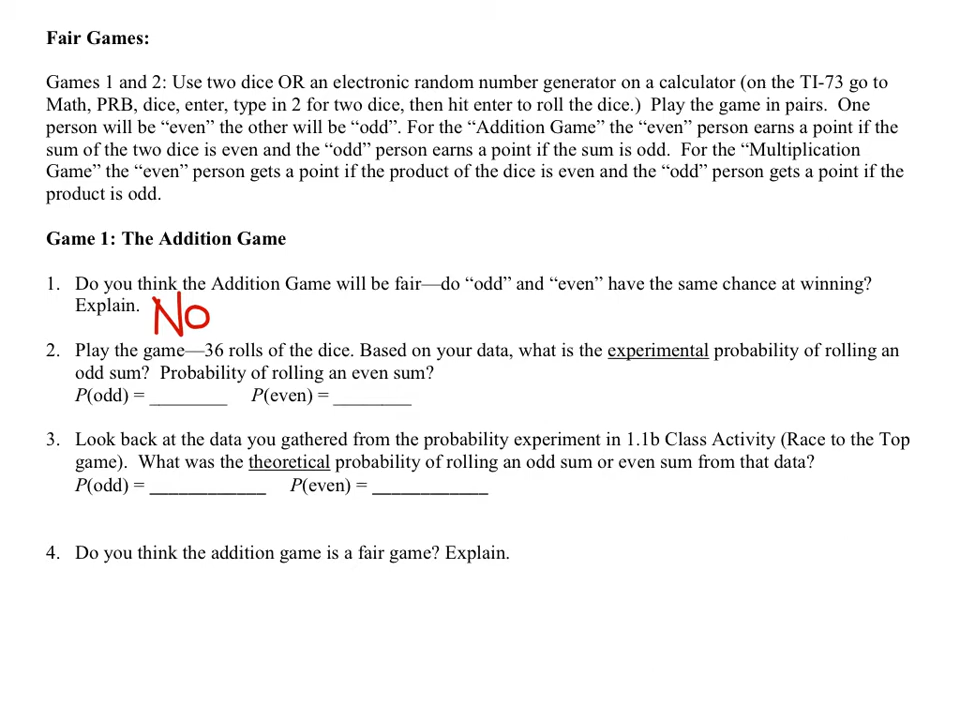 Fair Games:
Games 1 and 2: Use two dice OR an electronic random number generator on a calculator (on the TI-73 go to
Math, PRB, dice, enter, type in 2 for two dice, then hit enter to roll the dice.)  Play the game in pairs.  One
person will be “even” the other will be “odd”. For the “Addition Game” the “even” person earns a point if the
sum of the two dice is even and the “odd” person earns a point if the sum is odd.  For the “Multiplication
Game” the “even” person gets a point if the product of the dice is even and the “odd” person gets a point if the
product is odd.
Game 1: The Addition Game
1. Do you think the Addition Game will be fair—do “odd” and “even” have the same chance at winning?
Explain. No
2. Play the game—36 rolls of the dice. Based on your data, what is the experimental probability of rolling an
odd sum?  Probability of rolling an even sum?
P(odd) = ________ P(even) = ________
3. Look back at the data you gathered from the probability experiment in 1.1b Class Activity (Race to the Top
game).  What was the theoretical probability of rolling an odd sum or even sum from that data?
P(odd) = ____________ P(even) = ____________
4. Do you think the addition game is a fair game? Explain.